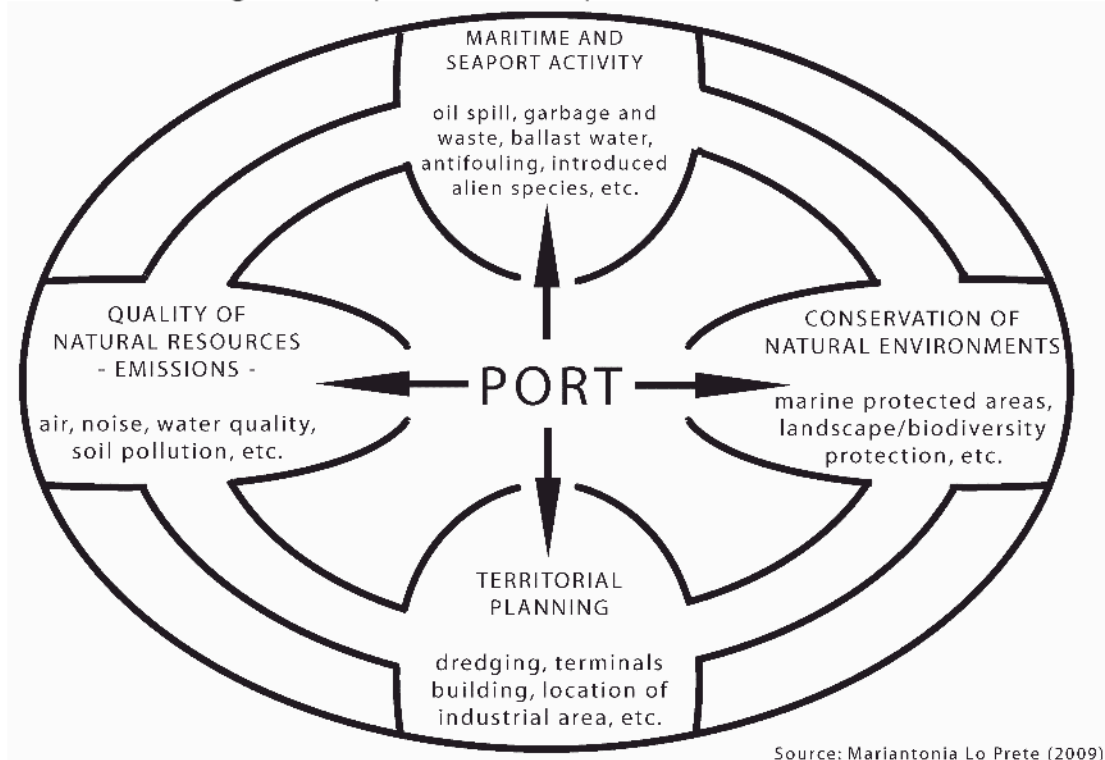 MARITIME AND
SEAPORT ACTIVITY
oil spill, garbage and
waste, ballast water,
antifouling, introduced
alien species, etc.
QUALITY OF
NATURAL RESOURCES
- EMISSIONS -
air, noise, water quality,
soil pollution, etc.
PORT
CONSERVATION OF
NATURAL ENVIRONMENTS
marine protected areas,
landscape/biodiversity
protection, etc.
TERRITORIAL
PLANNING
dredging, terminals
building, location of
industrial area, etc.
Source: Mariantonia Lo Prete (2009)